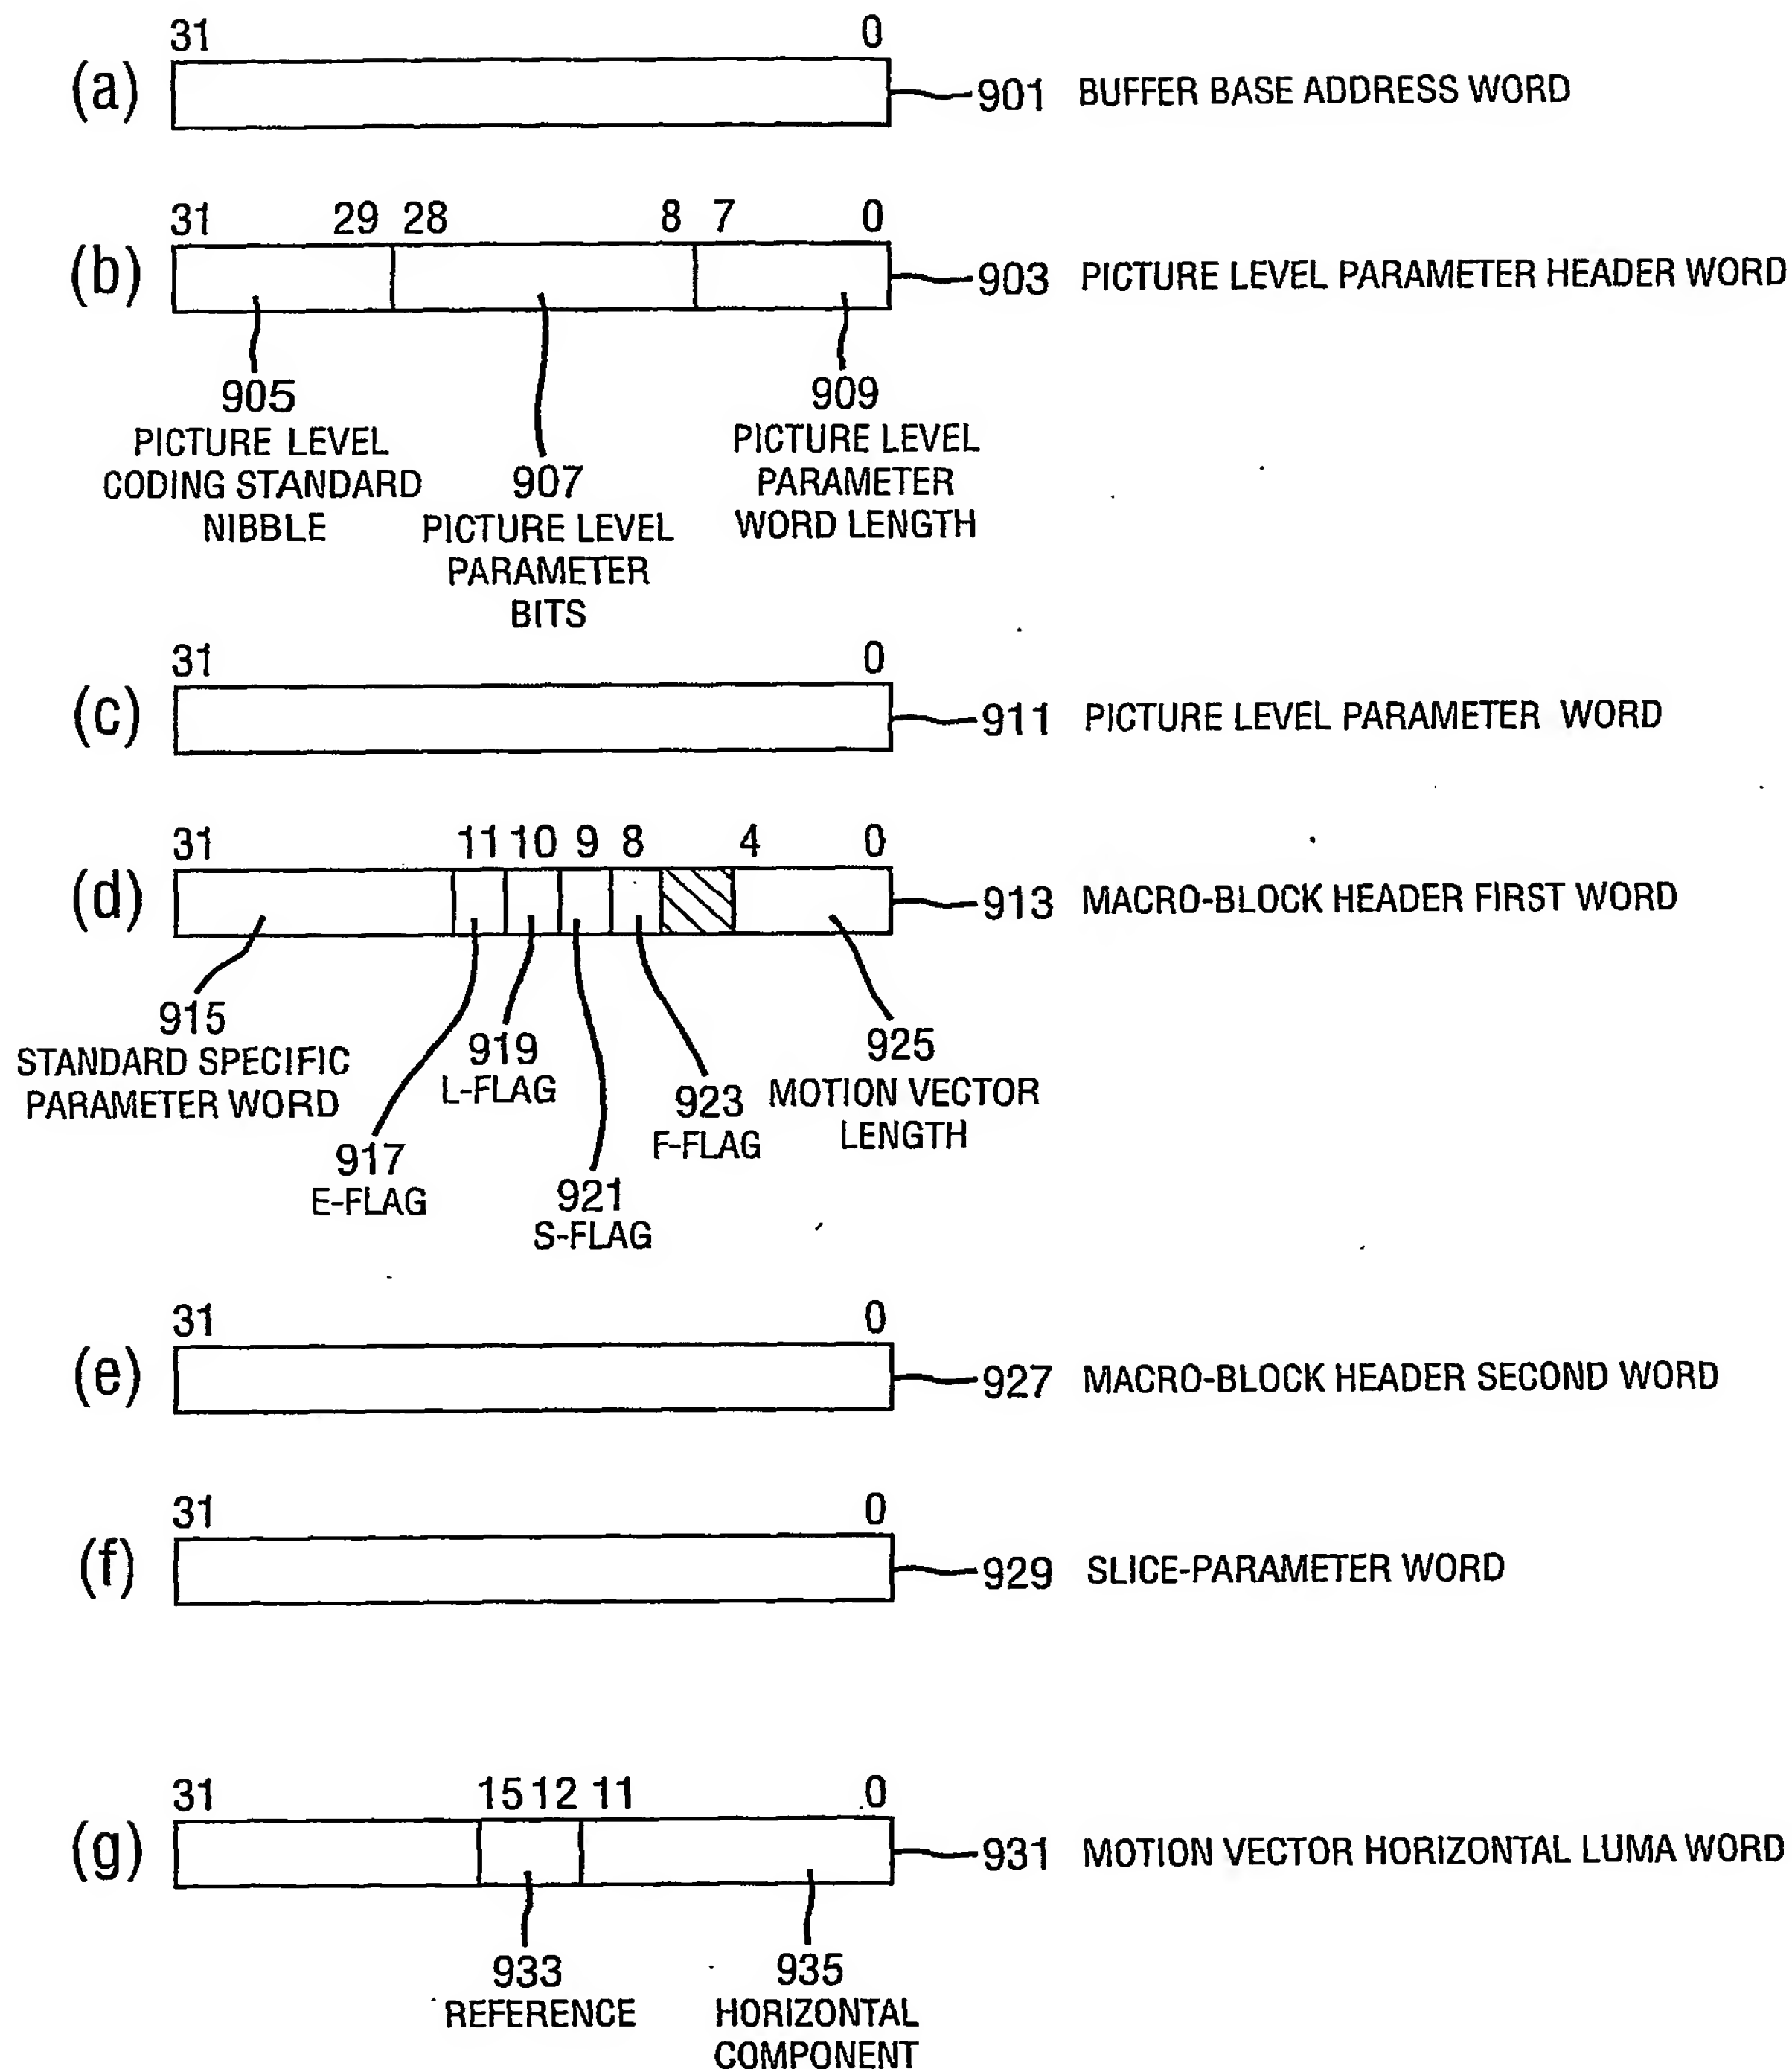 31 0
(a) 901 BUFFER BASE ADDRESS WORD
31 29 28 8 7 0
(b) 903 PICTURE LEVEL PARAMETER HEADER WORD
905
PICTURE LEVEL
CODING STANDARD
NIBBLE
907
PICTURE LEVEL
PARAMETER
BITS
909
PICTURE LEVEL
PARAMETER
WORD LENGTH
31 0
(c) 911 PICTURE LEVEL PARAMETER WORD
31 11 10 9 8 4 0
(d) 913 MACRO-BLOCK HEADER FIRST WORD
915
STANDARD SPECIFIC
PARAMETER WORD
917
E-FLAG
919
L-FLAG
921
S-FLAG
923
F-FLAG
925
MOTION VECTOR
LENGTH
31 0
(e) 927 MACRO-BLOCK HEADER SECOND WORD
31 0
(f) 929 SLICE-PARAMETER WORD
31 15 12 11 0
(g) 931 MOTION VECTOR HORIZONTAL LUMA WORD
933
REFERENCE
935
HORIZONTAL
COMPONENT